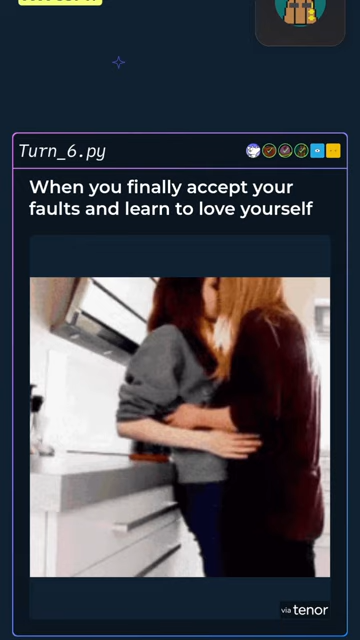 Turn_6.py
When you finally accept your
faults and learn to love yourself
via tenor